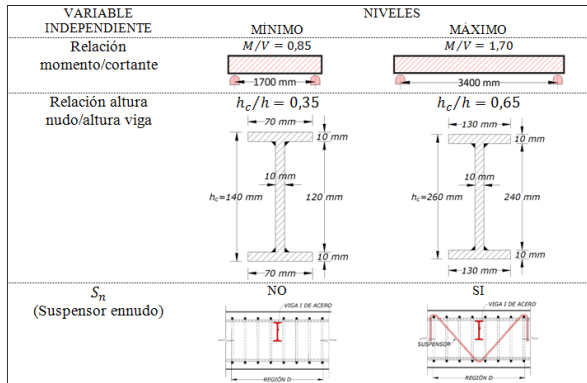 VARIABLE INDEPENDIENTE
NIVELES
MÍNIMO
MÁXIMO
Relación momento/cortante
M/V = 0,85
1700 mm
M/V = 1,70
3400 mm
Relación altura nudo/altura viga
h_c/h = 0,35
70 mm
10 mm
10 mm
h_c=140 mm
120 mm
10 mm
70 mm
h_c/h = 0,65
130 mm
10 mm
10 mm
h_c=260 mm
240 mm
10 mm
130 mm
S_n
(Suspensor ennudo)
NO
VIGA I DE ACERO
REGIÓN D
SI
VIGA I DE ACERO
SUSPENSOR
REGIÓN D